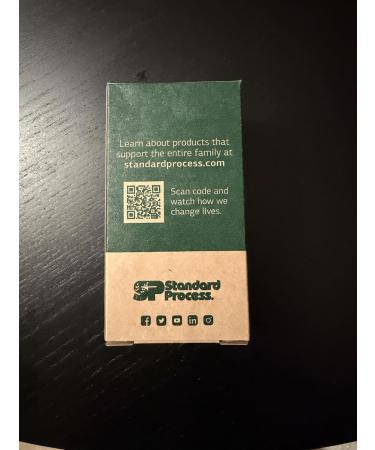 Learn about products that
support the entire family at
standardprocess.com
Scan code and
watch how we
change lives.
SP Standard
Process.